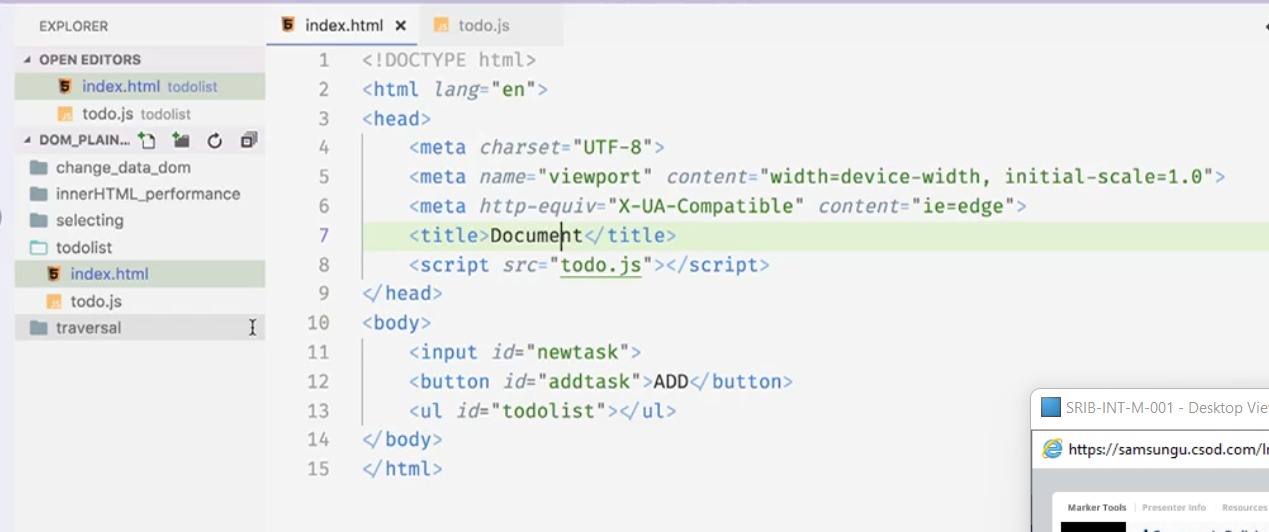 EXPLORER
OPEN EDITORS
index.html todolist
todo.js todolist
DOM_PLAIN...
change_data_dom
innerHTML_performance
selecting
todolist
index.html
todo.js
traversal
index.html
todo.js
1 <!DOCTYPE html>
2 <html lang="en">
3 <head>
4 <meta charset="UTF-8">
5 <meta name="viewport" content="width=device-width, initial-scale=1.0">
6 <meta http-equiv="X-UA-Compatible" content="ie=edge">
7 <title>Document</title>
8 <script src="todo.js"></script>
9 </head>
10 <body>
11 <input id="newtask">
12 <button id="addtask">ADD</button>
13 <ul id="todolist"></ul>
14 </body>
15 </html>
SRIB-INT-M-001 - Desktop Vie
https://samsungu.csod.com/
Marker Tools Presenter Info Resources